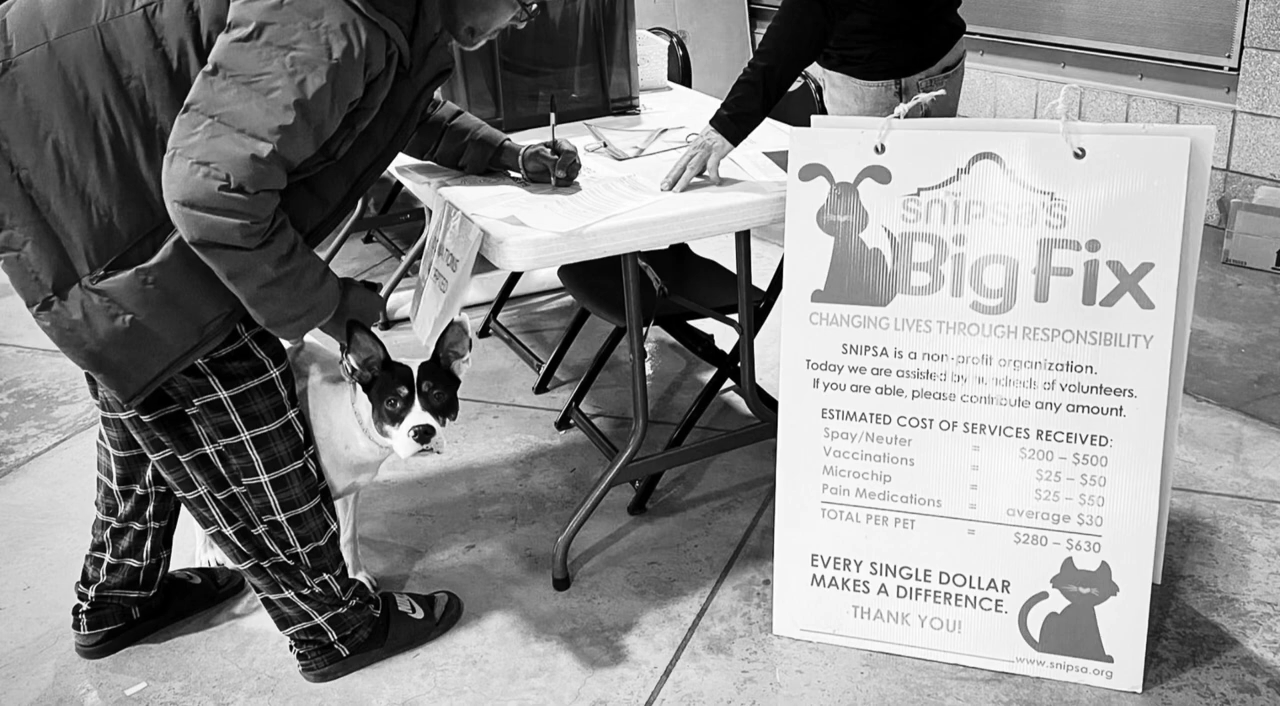 SNIPSA'S
Big Fix
CHANGING LIVES THROUGH RESPONSIBILITY
SNIPSA is a non-profit organization.
Today we are assisted by hundreds of volunteers.
If you are able, please contribute any amount.
ESTIMATED COST OF SERVICES RECEIVED:
Spay/Neuter = $200 – $500
Vaccinations = $25 – $50
Microchip = $25 – $50
Pain Medications = average $30
TOTAL PER PET = $280 – $630
EVERY SINGLE DOLLAR
MAKES A DIFFERENCE.
THANK YOU!
www.snipsa.org